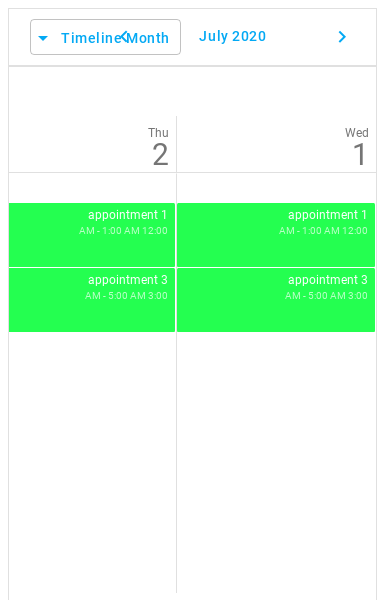 Timeline Month
July 2020
Wed
1
Thu
2
appointment 1
AM - 1:00 AM 12:00
appointment 1
AM - 1:00 AM 12:00
appointment 3
AM - 5:00 AM 3:00
appointment 3
AM - 5:00 AM 3:00